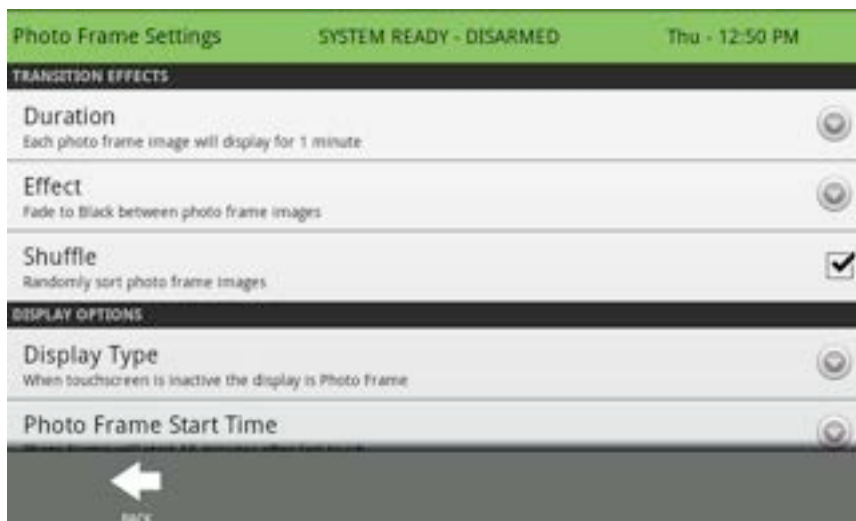 Photo Frame Settings SYSTEM READY - DISARMED Thu - 12:50 PM
TRANSITION EFFECTS
Duration
Each photo frame image will display for 1 minute
Effect
Fade to Black between photo frame images
Shuffle
Randomly sort photo frame images
DISPLAY OPTIONS
Display Type
When touchscreen is inactive the display is Photo Frame
Photo Frame Start Time
BACK